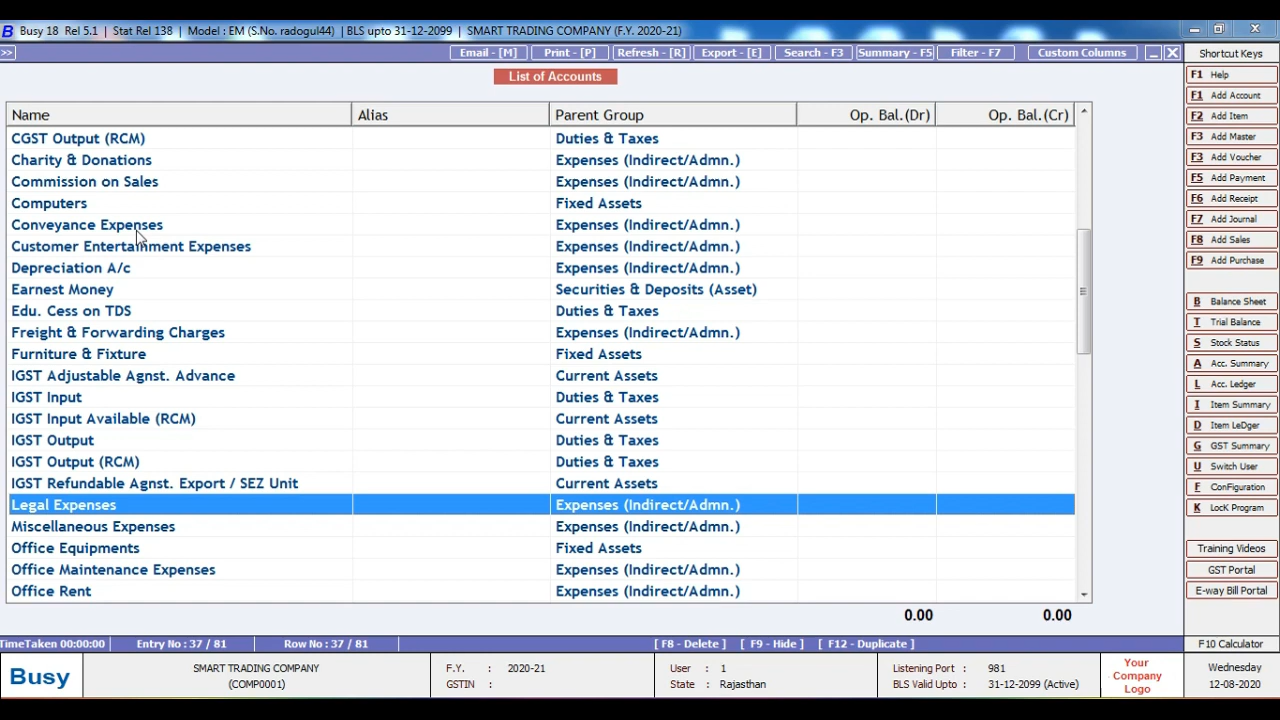 Busy 18 Rel 5.1 | Stat Rel 138 | Model : EM (S.No. radogul44) | BLS upto 31-12-2099 | SMART TRADING COMPANY (F.Y. 2020-21)
>> Email - [M] Print - [P] Refresh - [R] Export - [E] Search - F3 Summary - F5 Filter - F7 Custom Columns
List of Accounts
Name Alias Parent Group Op. Bal.(Dr) Op. Bal.(Cr)
CGST Output (RCM) Duties & Taxes
Charity & Donations Expenses (Indirect/Admn.)
Commission on Sales Expenses (Indirect/Admn.)
Computers Fixed Assets
Conveyance Expenses Expenses (Indirect/Admn.)
Customer Entertainment Expenses Expenses (Indirect/Admn.)
Depreciation A/c Expenses (Indirect/Admn.)
Earnest Money Securities & Deposits (Asset)
Edu. Cess on TDS Duties & Taxes
Freight & Forwarding Charges Expenses (Indirect/Admn.)
Furniture & Fixture Fixed Assets
IGST Adjustable Agnst. Advance Current Assets
IGST Input Duties & Taxes
IGST Input Available (RCM) Current Assets
IGST Output Duties & Taxes
IGST Output (RCM) Duties & Taxes
IGST Refundable Agnst. Export / SEZ Unit Current Assets
Legal Expenses Expenses (Indirect/Admn.)
Miscellaneous Expenses Expenses (Indirect/Admn.)
Office Equipments Fixed Assets
Office Maintenance Expenses Expenses (Indirect/Admn.)
Office Rent Expenses (Indirect/Admn.)
0.00 0.00
TimeTaken 00:00:00 Entry No : 37 / 81 Row No : 37 / 81 [ F8 - Delete ] [ F9 - Hide ] [ F12 - Duplicate ]
Shortcut Keys
F1 Help
F1 Add Account
F2 Add Item
F3 Add Master
F3 Add Voucher
F5 Add Payment
F6 Add Receipt
F7 Add Journal
F8 Add Sales
F9 Add Purchase
B Balance Sheet
T Trial Balance
S Stock Status
A Acc. Summary
L Acc. Ledger
I Item Summary
D Item LeDger
G GST Summary
U Switch User
F ConFiguration
K LocK Program
Training Videos
GST Portal
E-way Bill Portal
F10 Calculator
Busy
SMART TRADING COMPANY
(COMP0001)
F.Y. : 2020-21
GSTIN :
User : 1
State : Rajasthan
Listening Port : 981
BLS Valid Upto : 31-12-2099 (Active)
Your
Company
Logo
Wednesday
12-08-2020